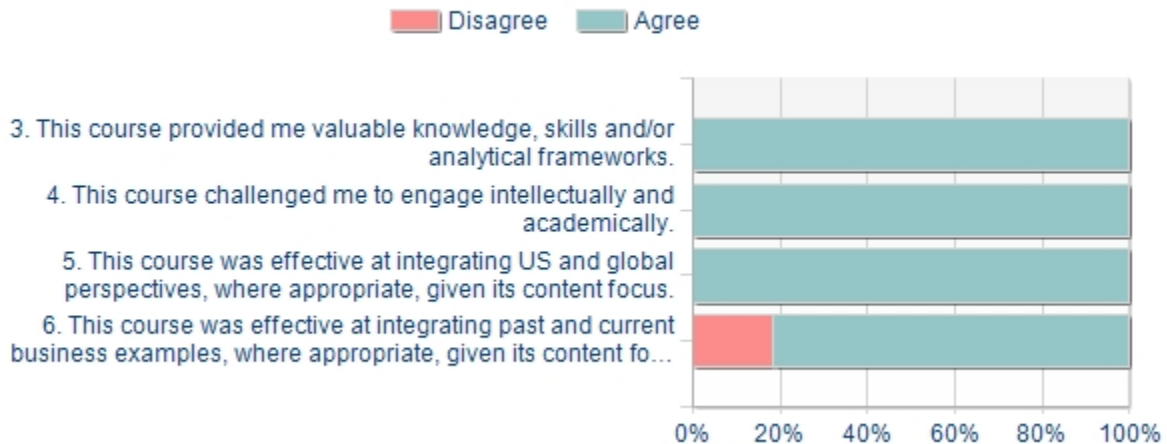 Disagree Agree
3. This course provided me valuable knowledge, skills and/or
analytical frameworks.
4. This course challenged me to engage intellectually and
academically.
5. This course was effective at integrating US and global
perspectives, where appropriate, given its content focus.
6. This course was effective at integrating past and current
business examples, where appropriate, given its content fo...
0% 20% 40% 60% 80% 100%